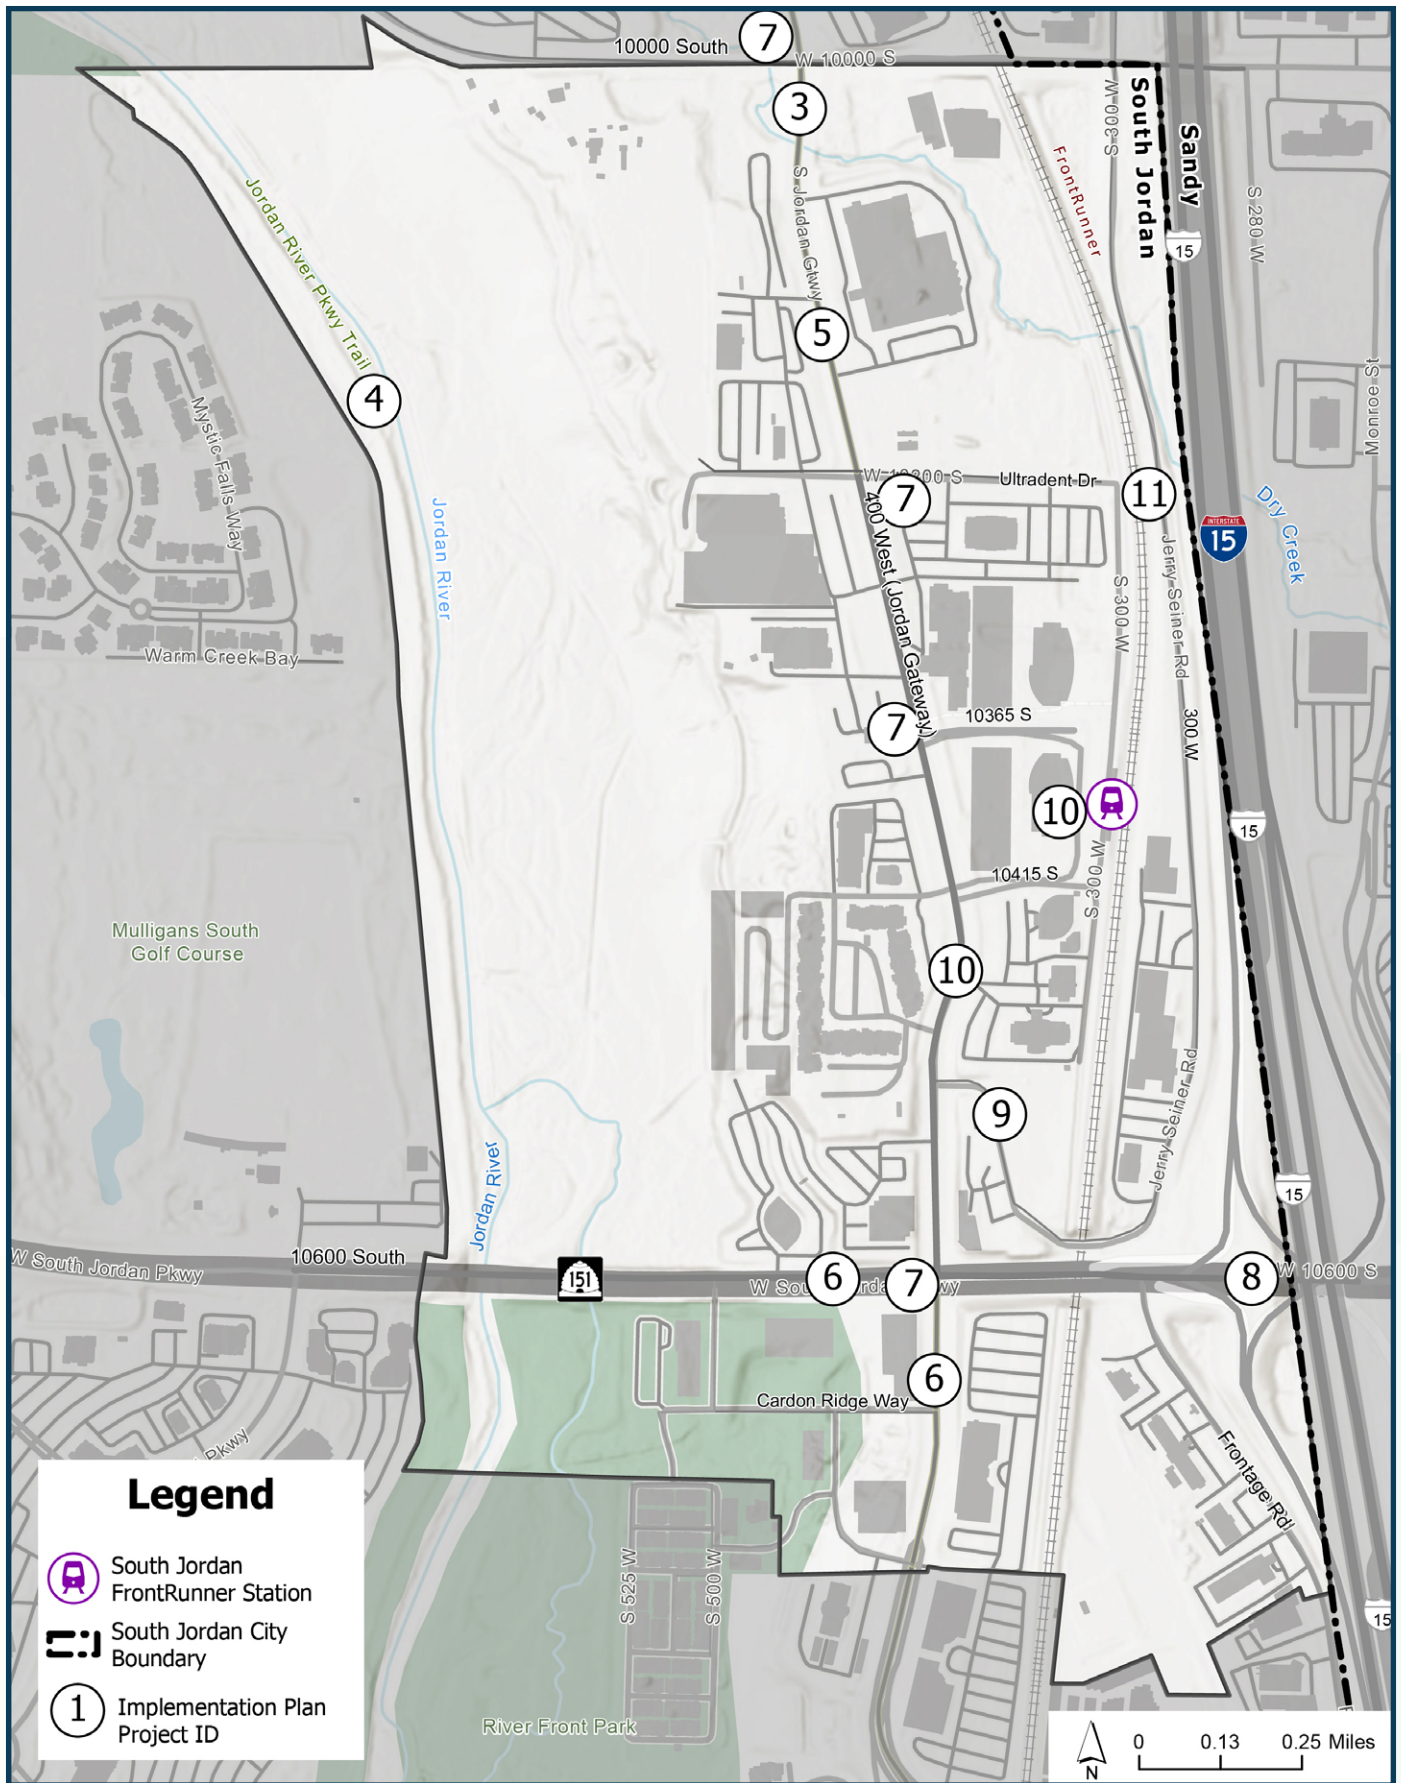 7
10000 South
W 10000 S
3
S 300 W
South Jordan
Sandy
FrontRunner
S Jordan Gtwy
Jordan River Pkwy Trail
15
S 280 W
5
4
Monroe St
Mystic Falls Way
Ultradent Dr
7
11
Jordan River
400 West (Jordan Gateway)
INTERSTATE
15
Dry Creek
Jerry Seiner Rd
S 300 W
Warm Creek Bay
10365 S
300 W
7
10
15
10415 S
S 300 W
Mulligans South
Golf Course
10
9
Jerry Seiner Rd
Jordan River
15
10600 South
W South Jordan Pkwy
151
6
7
8
W 10600 S
6
Cardon Ridge Way
Frontage Rd
Pkwy
Legend
South Jordan
FrontRunner Station
South Jordan City
Boundary
1
Implementation Plan
Project ID
S 525 W
S 500 W
15
River Front Park
N
0
0.13
0.25 Miles